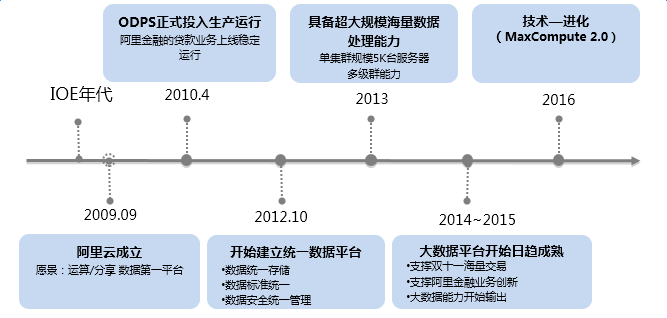 ODPS正式投入生产运行
阿里金融的贷款业务上线稳定
运行
具备超大规模海量数据
处理能力
单集群规模5K台服务器
多级群能力
技术—进化
（MaxCompute 2.0）
IOE年代
2010.4
2013
2016
2009.09
2012.10
2014~2015
阿里云成立
愿景：运算/分享 数据第一平台
开始建立统一数据平台
•数据统一存储
•数据标准统一
•数据安全统一管理
大数据平台开始日趋成熟
•支撑双十一海量交易
•支撑阿里金融业务创新
•大数据能力开始输出